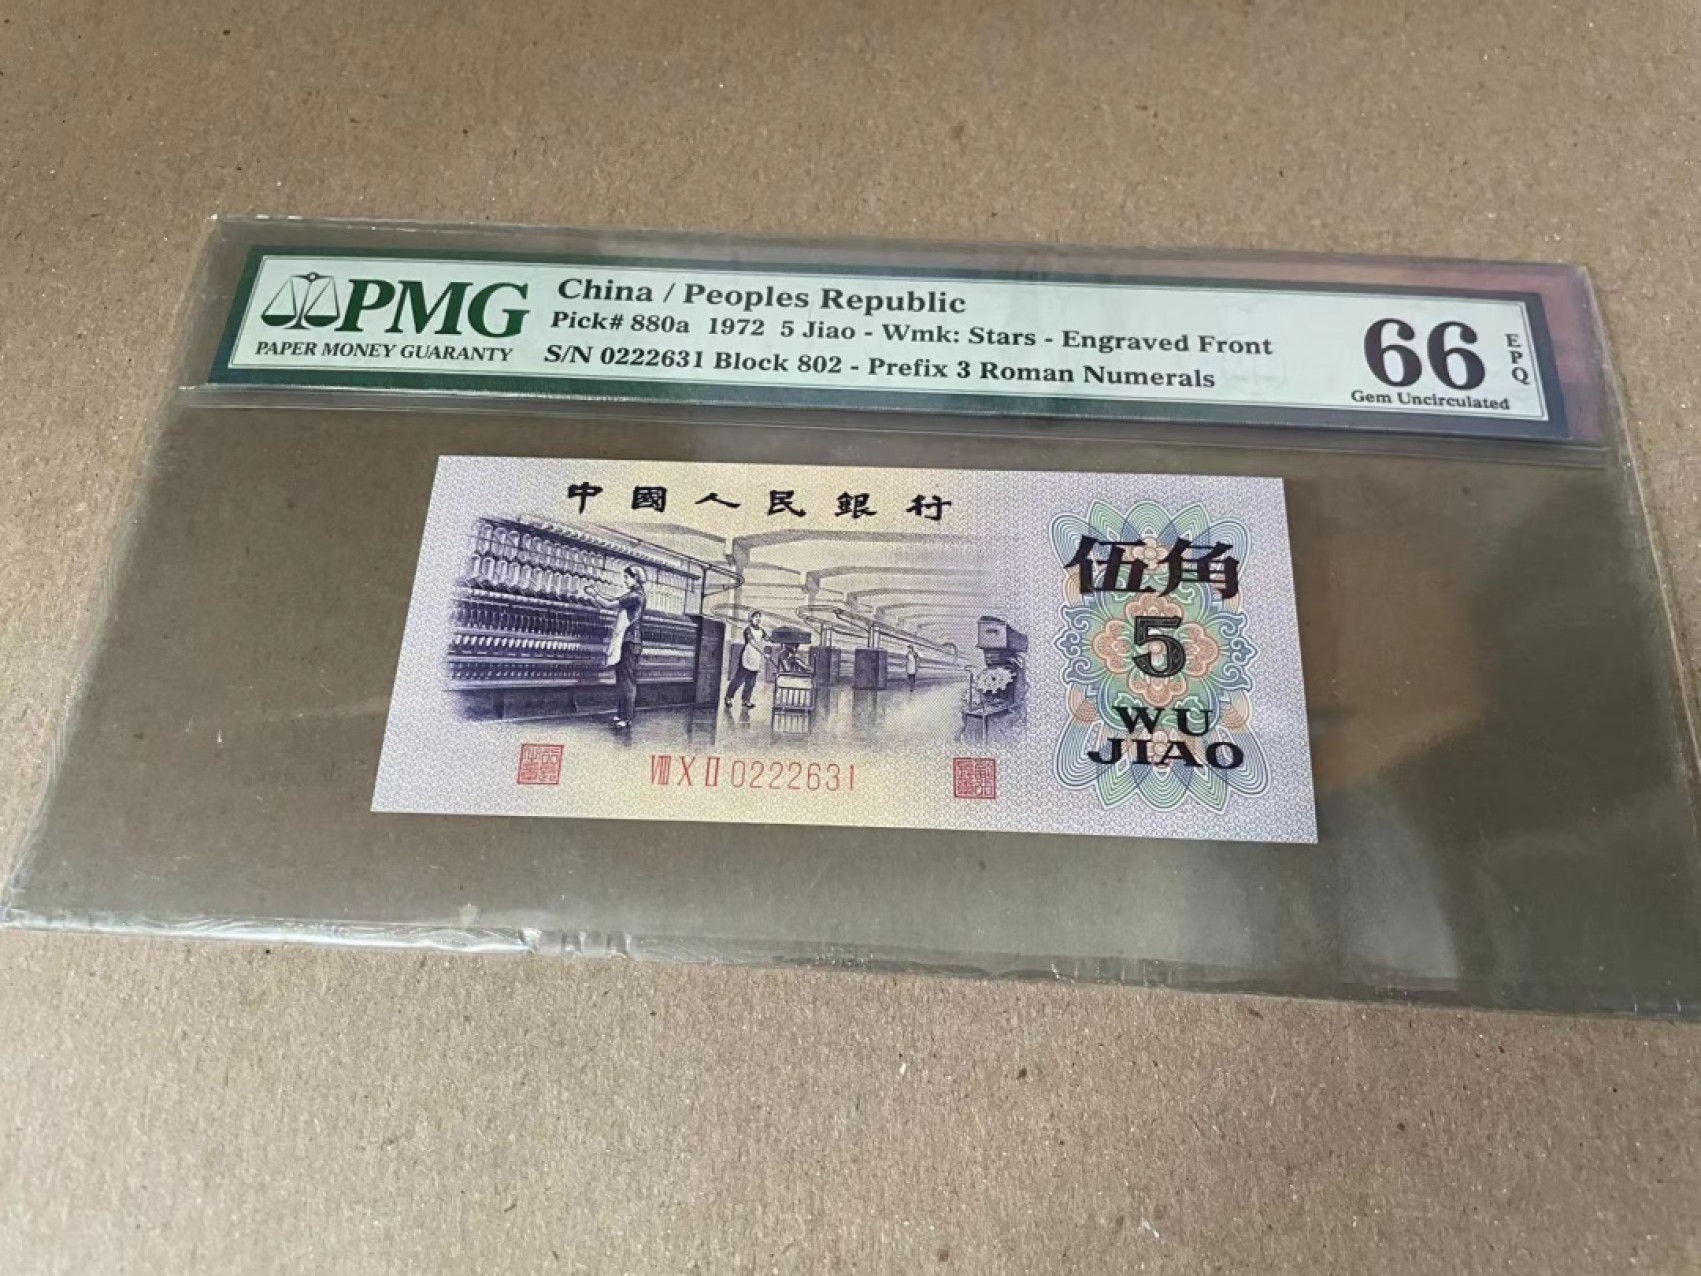 PMG
PAPER MONEY GUARANTY
China / Peoples Republic
Pick# 880a 1972 5 Jiao - Wmk: Stars - Engraved Front
S/N 0222631 Block 802 - Prefix 3 Roman Numerals
66
EPQ
Gem Uncirculated
中國人民銀行
伍角
5
WU
JIAO
ⅧⅩⅡ 0222631